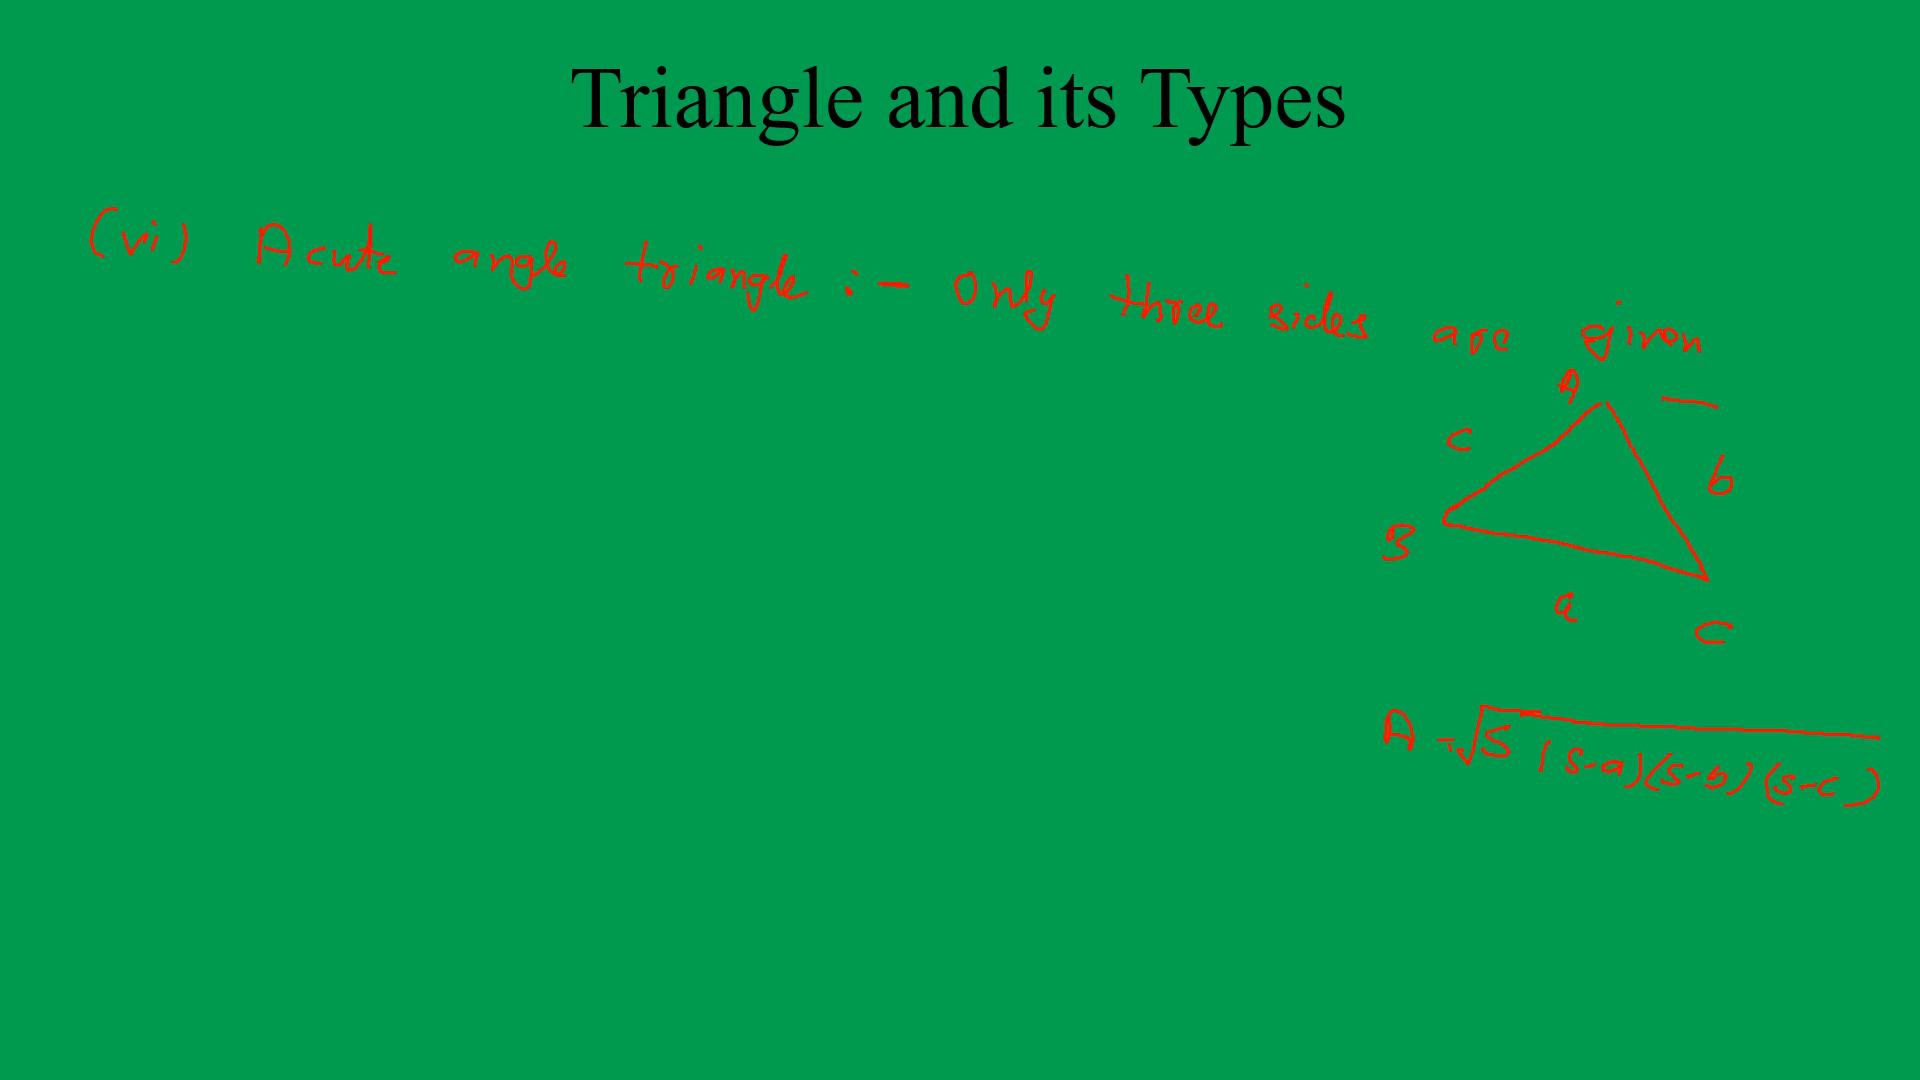 Triangle and its Types
(vi) Acute angle triangle :- Only three sides are given
A
c
b
B
a
C
A = √S(S-a)(S-b)(S-c)